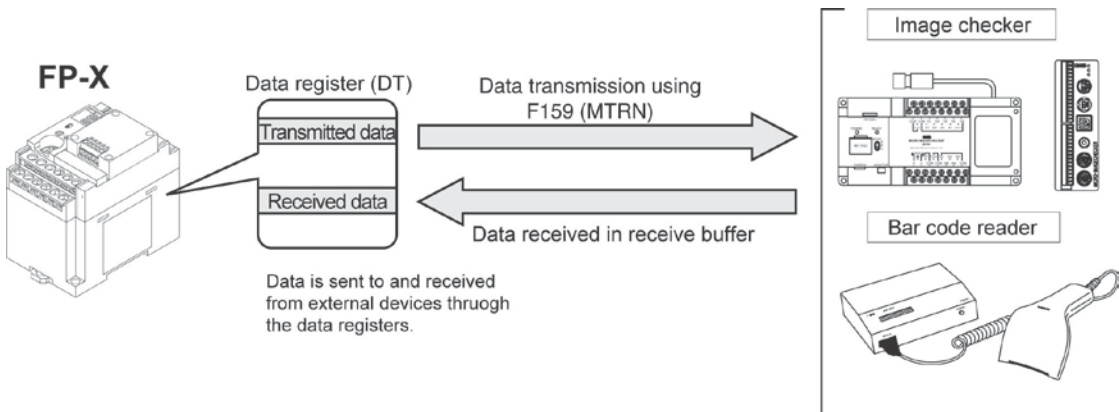 Image checker
FP-X
Data register (DT)
Data transmission using
F159 (MTRN)
Transmitted data
Received data
Data received in receive buffer
Bar code reader
Data is sent to and received
from external devices thruogh
the data registers.